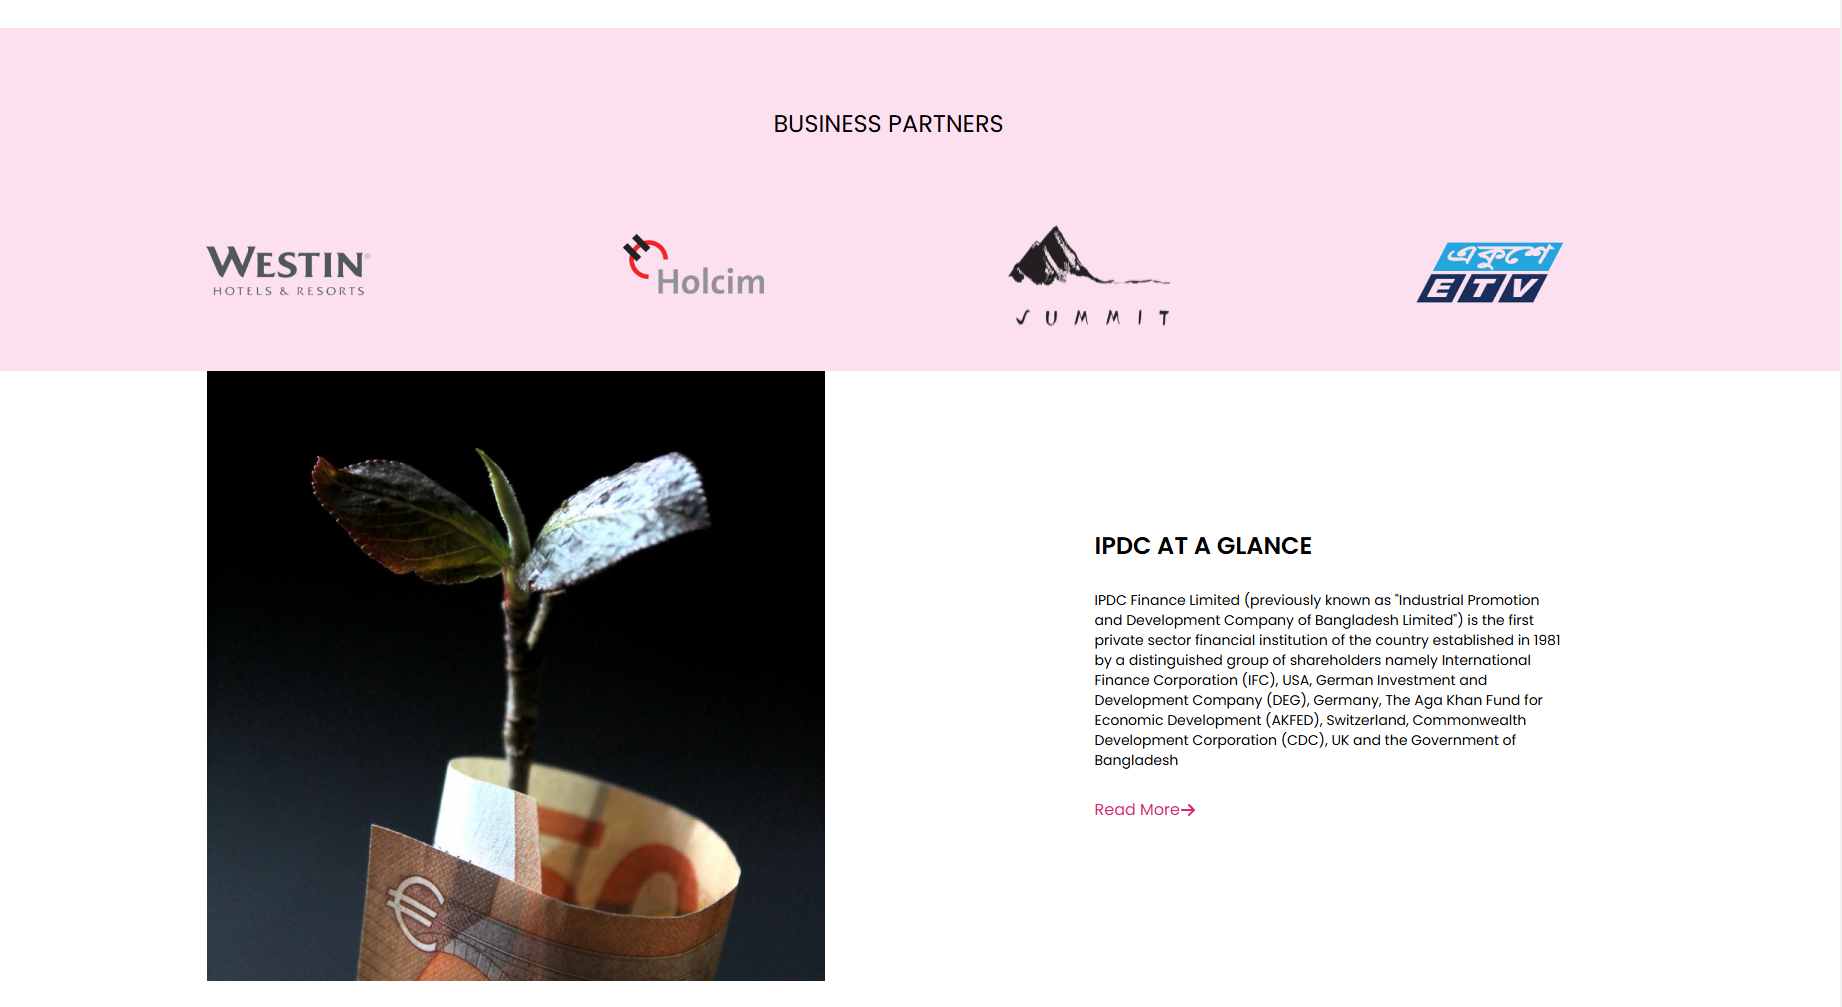 BUSINESS PARTNERS
WESTIN®
HOTELS & RESORTS
Holcim
SUMMIT
একুশে
ETV
IPDC AT A GLANCE
IPDC Finance Limited (previously known as "Industrial Promotion
and Development Company of Bangladesh Limited") is the first
private sector financial institution of the country established in 1981
by a distinguished group of shareholders namely International
Finance Corporation (IFC), USA, German Investment and
Development Company (DEG), Germany, The Aga Khan Fund for
Economic Development (AKFED), Switzerland, Commonwealth
Development Corporation (CDC), UK and the Government of
Bangladesh
Read More→
50
€